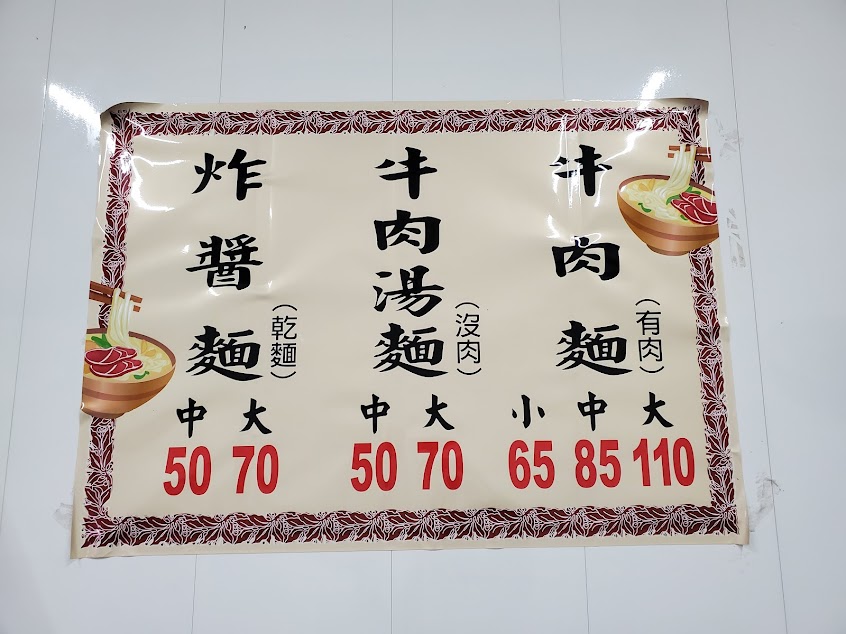 牛肉麵(有肉)
小 中 大
65 85 110
牛肉湯麵(沒肉)
中 大
50 70
炸醬麵(乾麵)
中 大
50 70